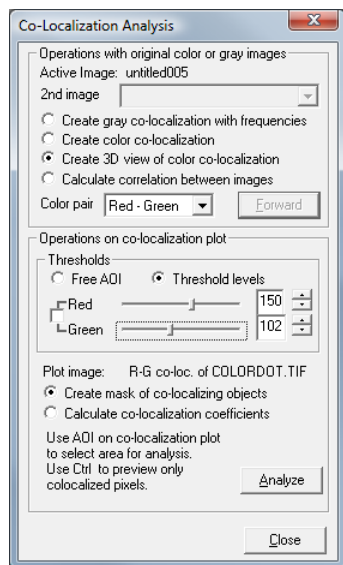 Co-Localization Analysis
Operations with original color or gray images
Active Image: untitled005
2nd image
Create gray co-localization with frequencies
Create color co-localization
Create 3D view of color co-localization
Calculate correlation between images
Color pair Red - Green Forward
Operations on co-localization plot
Thresholds
Free AOI Threshold levels
Red 150
Green 102
Plot image: R-G co-loc. of COLORDOT.TIF
Create mask of co-localizing objects
Calculate co-localization coefficients
Use AOI on co-localization plot
to select area for analysis.
Use Ctrl to preview only
colocalized pixels.
Analyze
Close